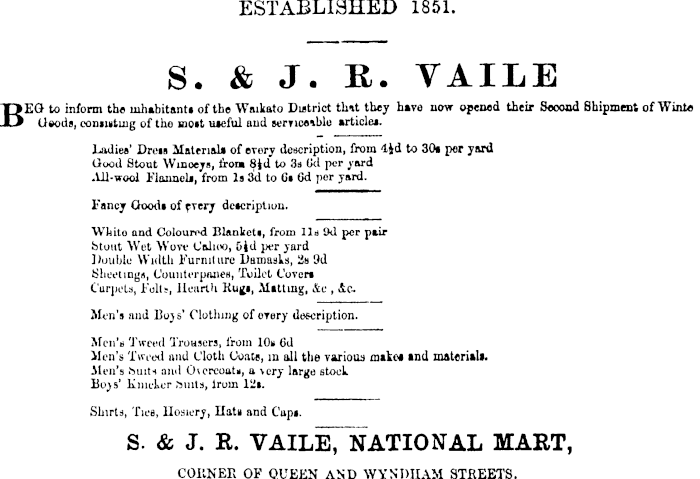 ESTABLISHED 1851.
S. & J. R. VAILE
BEG to inform the inhabitants of the Waikato District that they have now opened their Second Shipment of Winte
Goods, consisting of the most useful and serviceable articles.
Ladies' Dress Materials of every description, from 4½d to 30s per yard
Good Stout Winceys, from 8½d to 3s 6d per yard
All-wool Flannels, from 1s 3d to 6s 6d per yard.
Fancy Goods of every description.
White and Coloured Blankets, from 11s 9d per pair
Stout Wet Wove Calico, 5½d per yard
Double Width Furniture Damasks, 2s 9d
Sheetings, Counterpanes, Toilet Covers
Carpets, Felts, Hearth Rugs, Matting, &c , &c.
Men's and Boys' Clothing of every description.
Men's Tweed Trousers, from 10s 6d
Men's Tweed and Cloth Coats, in all the various makes and materials.
Men's Suits and Overcoats, a very large stock
Boys' Knicker Suits, from 12s.
Shirts, Ties, Hosiery, Hats and Caps.
S. & J. R. VAILE, NATIONAL MART,
CORNER OF QUEEN AND WYNDHAM STREETS.